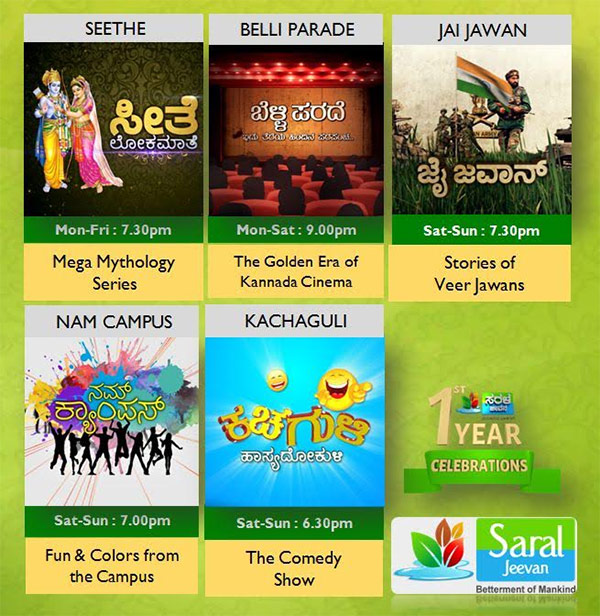 SEETHE
ಸೀತೆ
ಲೋಕಮಾತೆ
Mon-Fri : 7.30pm
Mega Mythology
Series
BELLI PARADE
ಬೆಳ್ಳಿ ಪರದೆ
ಇದು ತೆರೆಯ ಹಿಂದಿನ
Mon-Sat : 9.00pm
The Golden Era of
Kannada Cinema
JAI JAWAN
ಜೈ ಜವಾನ್
Sat-Sun : 7.30pm
Stories of
Veer Jawans
NAM CAMPUS
ನಮ್
ಕ್ಯಾಂಪಸ್
Sat-Sun : 7.00pm
Fun & Colors from
the Campus
KACHAGULI
ಕಚಗುಳಿ
ಹಾಸ್ಯದೋಕುಳಿ
Sat-Sun : 6.30pm
The Comedy
Show
1ST
ಸರಳ
ಜೀವನ
YEAR
CELEBRATIONS
Saral
Jeevan
Betterment of Mankind